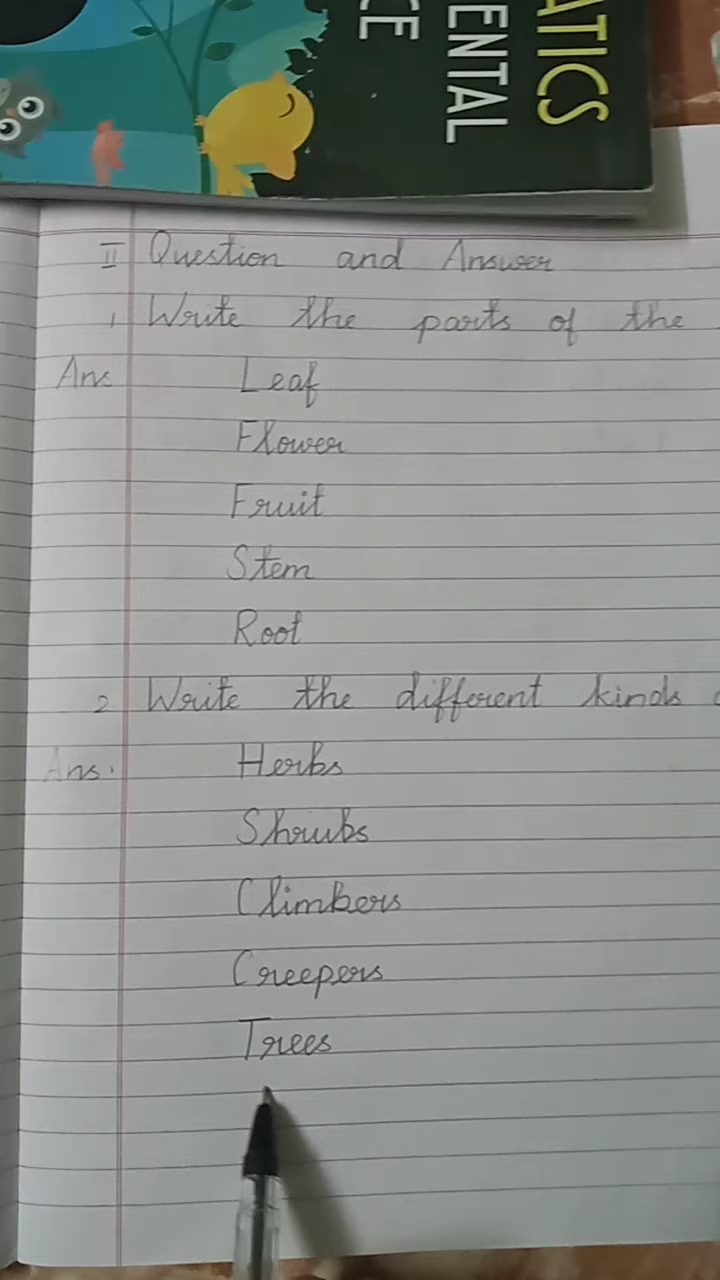 ATICS
ENTAL
CE
II Question and Answer
1. Write the parts of the
Ans Leaf
Flower
Fruit
Stem
Root
2 Write the different kinds
Ans. Herbs
Shrubs
Climbers
Creepers
Trees